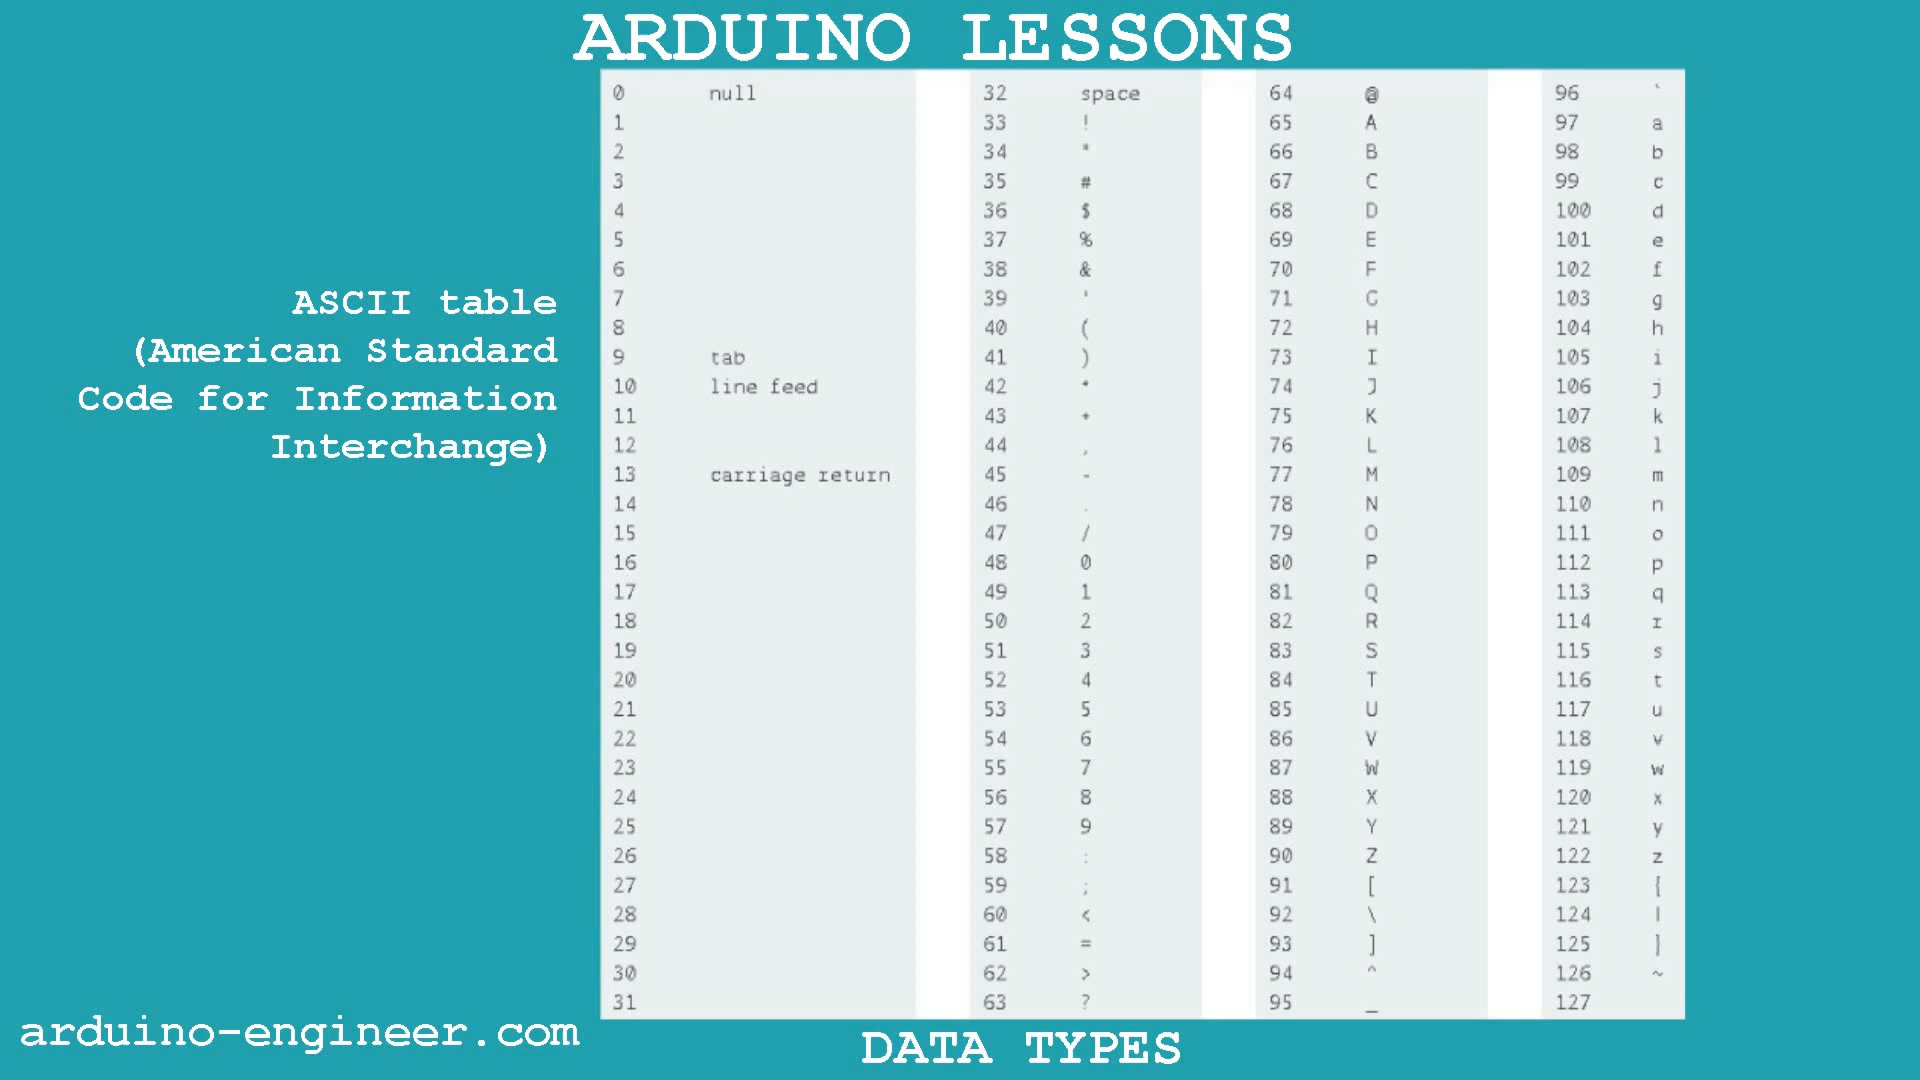 ARDUINO LESSONS
ASCII table
(American Standard
Code for Information
Interchange)
0 null 32 space 64 @ 96 `
1 33 ! 65 A 97 a
2 34 " 66 B 98 b
3 35 # 67 C 99 c
4 36 $ 68 D 100 d
5 37 % 69 E 101 e
6 38 & 70 F 102 f
7 39 ' 71 G 103 g
8 40 ( 72 H 104 h
9 tab 41 ) 73 I 105 i
10 line feed 42 * 74 J 106 j
11 43 + 75 K 107 k
12 44 , 76 L 108 l
13 carriage return 45 - 77 M 109 m
14 46 . 78 N 110 n
15 47 / 79 O 111 o
16 48 0 80 P 112 p
17 49 1 81 Q 113 q
18 50 2 82 R 114 r
19 51 3 83 S 115 s
20 52 4 84 T 116 t
21 53 5 85 U 117 u
22 54 6 86 V 118 v
23 55 7 87 W 119 w
24 56 8 88 X 120 x
25 57 9 89 Y 121 y
26 58 : 90 Z 122 z
27 59 ; 91 [ 123 {
28 60 < 92 \ 124 |
29 61 = 93 ] 125 }
30 62 > 94 ^ 126 ~
31 63 ? 95 _ 127
arduino-engineer.com
DATA TYPES